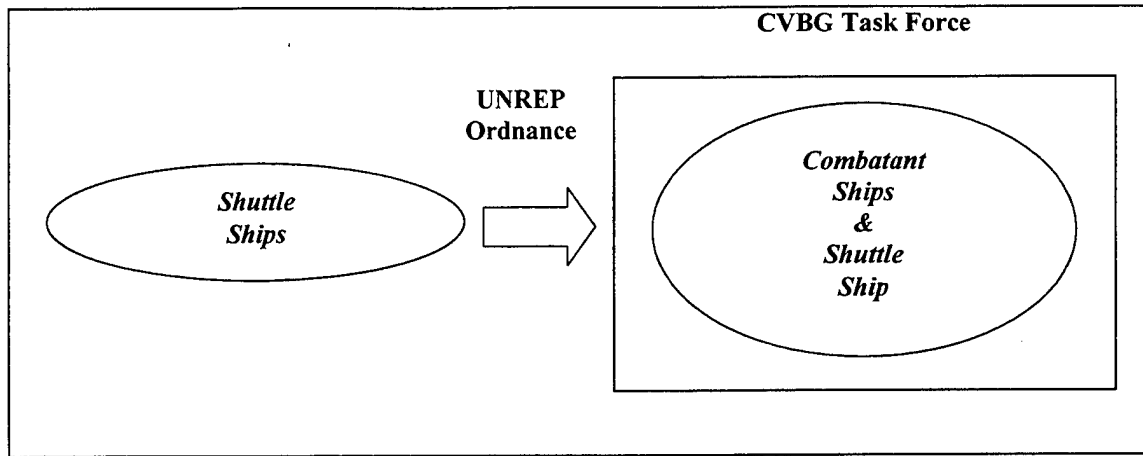 CVBG Task Force
UNREP
Ordnance
Shuttle
Ships
Combatant
Ships
&
Shuttle
Ship